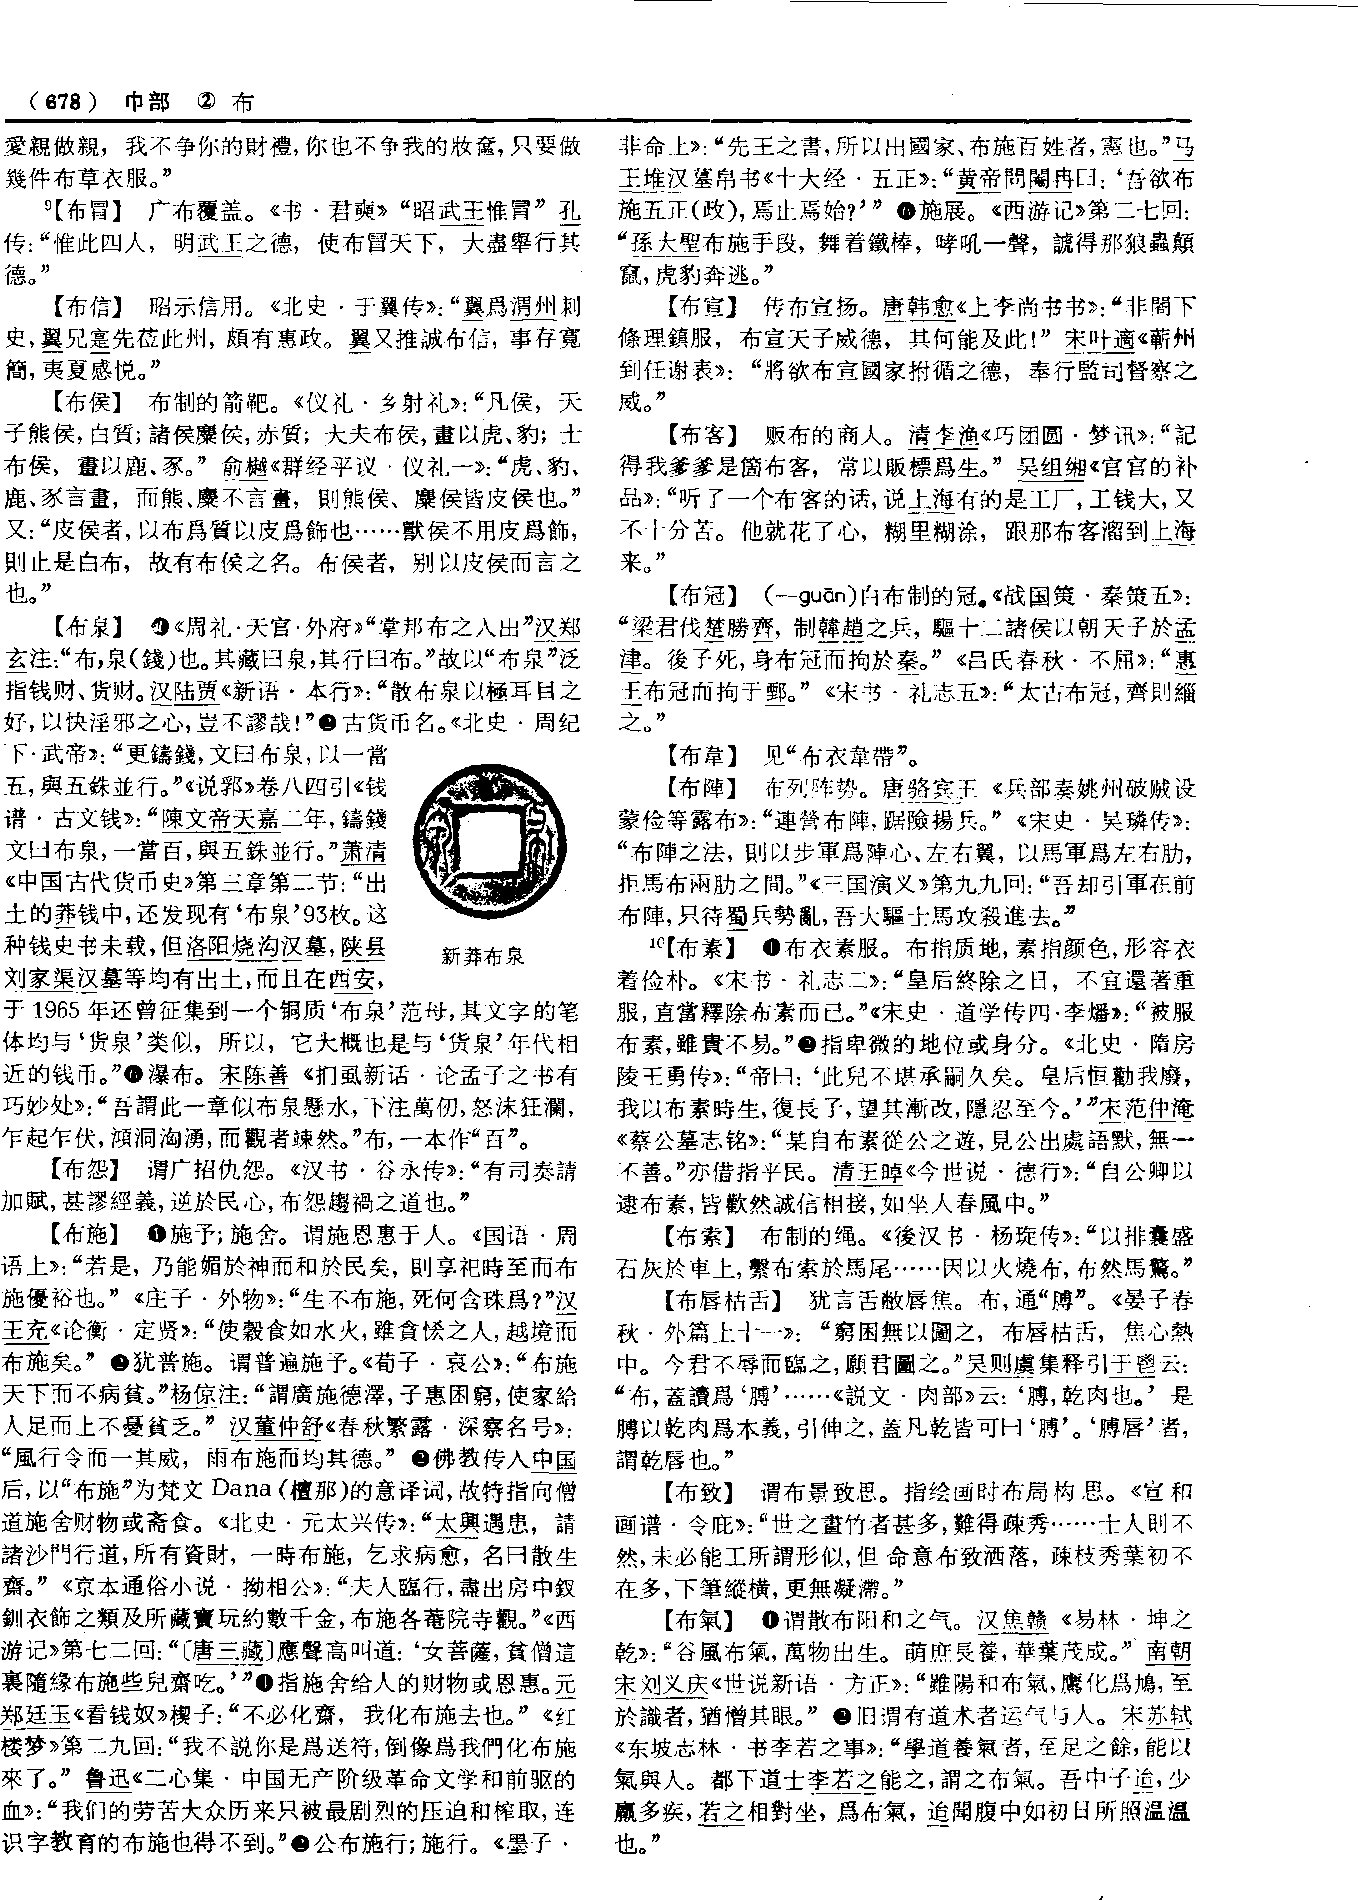 （678） 巾部 ② 布
愛親做親，我不争你的財禮，你也不争我的妝奩，只要做
幾件布草衣服。”
9【布冒】 广布覆盖。《书·君奭》“昭武王惟冒”孔
传：“惟此四人，明武王之德，使布冒天下，大盡舉行其
德。”
【布信】 昭示信用。《北史·于翼传》：“翼爲渭州刺
史，翼兄寔先莅此州，頗有惠政。翼又推誠布信，事存寬
簡，夷夏感悦。”
【布侯】 布制的箭靶。《仪礼·乡射礼》：“凡侯，天
子熊侯，白質；諸侯麋侯，赤質；大夫布侯，畫以虎、豹；士
布侯，畫以鹿、豕。”俞樾《群经平议·仪礼一》：“虎、豹、
鹿、豕言畫，而熊、麋不言畫，則熊侯、麋侯皆皮侯也。”
又：“皮侯者，以布爲質以皮爲飾也……獸侯不用皮爲飾，
則止是白布，故有布侯之名。布侯者，别以皮侯而言之
也。”
【布泉】 ❶《周礼·天官·外府》“掌邦布之入出”汉郑
玄注：“布，泉（錢）也。其藏曰泉，其行曰布。”故以“布泉”泛
指钱财、货财。汉陆贾《新语·本行》：“散布泉以極耳目之
好，以快淫邪之心，豈不謬哉！”❷古货币名。《北史·周纪
下·武帝》：“更鑄錢，文曰布泉，以一當
五，與五銖並行。”《说郛》卷八四引《钱
谱·古文钱》：“陳文帝天嘉二年，鑄錢
文曰布泉，一當百，與五銖並行。”萧清
《中国古代货币史》第三章第二节：“出
土的莽钱中，还发现有‘布泉’93枚。这
种钱史书未载，但洛阳烧沟汉墓，陕县
刘家渠汉墓等均有出土，而且在西安，
新莽布泉
于1965年还曾征集到一个铜质‘布泉’范母，其文字的笔
体均与‘货泉’类似，所以，它大概也是与‘货泉’年代相
近的钱币。”❸瀑布。宋陈善《扪虱新话·论孟子之书有
巧妙处》：“吾謂此一章似布泉懸水，下注萬仞，怒沫狂瀾，
乍起乍伏，澒洞洶湧，而觀者竦然。”布，一本作“百”。
【布怨】 谓广招仇怨。《汉书·谷永传》：“有司奏請
加賦，甚謬經義，逆於民心，布怨趨禍之道也。”
【布施】 ❶施予；施舍。谓施恩惠于人。《国语·周
语上》：“若是，乃能媚於神而和於民矣，則享祀時至而布
施優裕也。”《庄子·外物》：“生不布施，死何含珠爲？”汉
王充《论衡·定贤》：“使穀食如水火，雖貪悋之人，越境而
布施矣。”❷犹普施。谓普遍施予。《荀子·哀公》：“布施
天下而不病貧。”杨倞注：“謂廣施德澤，子惠困窮，使家給
人足而上不憂貧乏。”汉董仲舒《春秋繁露·深察名号》：
“風行令而一其威，雨布施而均其德。”❸佛教传入中国
后，以“布施”为梵文Dana（檀那）的意译词，故特指向僧
道施舍财物或斋食。《北史·元太兴传》：“太興遇患，請
諸沙門行道，所有資財，一時布施，乞求病愈，名曰散生
齋。”《京本通俗小说·拗相公》：“夫人臨行，盡出房中釵
釧衣飾之類及所藏寶玩約數千金，布施各菴院寺觀。”《西
游记》第七二回：“〔唐三藏〕應聲高叫道：‘女菩薩，貧僧這
裏隨緣布施些兒齋吃。’”❹指施舍给人的财物或恩惠。元
郑廷玉《看钱奴》楔子：“不必化齋，我化布施去也。”《红
楼梦》第二九回：“我不説你是爲送符，倒像爲我們化布施
來了。”鲁迅《二心集·中国无产阶级革命文学和前驱的
血》：“我们的劳苦大众历来只被最剧烈的压迫和榨取，连
识字教育的布施也得不到。”❺公布施行；施行。《墨子·
非命上》：“先王之書，所以出國家、布施百姓者，憲也。”马
王堆汉墓帛书《十大经·五正》：“黄帝問閹冉曰：‘吾欲布
施五正（政），焉止焉始？’”❻施展。《西游记》第二七回：
“孫大聖布施手段，舞着鐵棒，哮吼一聲，諕得那狼蟲顛
竄，虎豹奔逃。”
【布宣】 传布宣扬。唐韩愈《上李尚书书》：“非閤下
條理鎮服，布宣天子威德，其何能及此！”宋叶適《蕲州
到任谢表》：“將欲布宣國家拊循之德，奉行監司督察之
威。”
【布客】 贩布的商人。清李渔《巧团圆·梦讯》：“記
得我爹爹是箇布客，常以販標爲生。”吴组缃《官官的补
品》：“听了一个布客的话，说上海有的是工厂，工钱大，又
不十分苦。他就花了心，糊里糊涂，跟那布客溜到上海
来。”
【布冠】 （—guān）白布制的冠。《战国策·秦策五》：
“梁君伐楚勝齊，制韓趙之兵，驅十二諸侯以朝天子於孟
津。後子死，身布冠而拘於秦。”《吕氏春秋·不屈》：“惠
王布冠而拘于鄄。”《宋书·礼志五》：“太古布冠，齊則緇
之。”
【布韋】 见“布衣韋帶”。
【布陣】 布列阵势。唐骆宾王《兵部奏姚州破贼设
蒙俭等露布》：“連營布陣，踞險揚兵。”《宋史·吴璘传》：
“布陣之法，則以步軍爲陣心、左右翼，以馬軍爲左右肋，
拒馬布兩肋之間。”《三国演义》第九九回：“吾却引軍在前
布陣，只待蜀兵勢亂，吾大驅士馬攻殺進去。”
10【布素】 ❶布衣素服。布指质地，素指颜色，形容衣
着俭朴。《宋书·礼志二》：“皇后終除之日，不宜還著重
服，直當釋除布素而已。”《宋史·道学传四·李燔》：“被服
布素，雖貴不易。”❷指卑微的地位或身分。《北史·隋房
陵王勇传》：“帝曰：‘此兒不堪承嗣久矣。皇后恒勸我廢，
我以布素時生，復長子，望其漸改，隱忍至今。’”宋范仲淹
《蔡公墓志铭》：“某自布素從公之遊，見公出處語默，無一
不善。”亦借指平民。清王晫《今世说·德行》：“自公卿以
逮布素，皆歡然誠信相接，如坐人春風中。”
【布索】 布制的绳。《後汉书·杨琁传》：“以排囊盛
石灰於車上，繫布索於馬尾……因以火燒布，布然馬驚。”
【布唇枯舌】 犹言舌敝唇焦。布，通“膊”。《晏子春
秋·外篇上十一》：“窮困無以圖之，布唇枯舌，焦心熱
中。今君不辱而臨之，願君圖之。”吴则虞集释引于鬯云：
“布，蓋讀爲‘膊’……《説文·肉部》云：‘膊，乾肉也。’是
膊以乾肉爲本義，引伸之，蓋凡乾皆可曰‘膊’。‘膊唇’者，
謂乾唇也。”
【布致】 谓布景致思。指绘画时布局构思。《宣和
画谱·令庇》：“世之畫竹者甚多，難得疎秀……士人則不
然，未必能工所謂形似，但命意布致洒落，疎枝秀葉初不
在多，下筆縱橫，更無凝滯。”
【布氣】 ❶谓散布阳和之气。汉焦赣《易林·坤之
乾》：“谷風布氣，萬物出生。萌庶長養，華葉茂成。”南朝
宋刘义庆《世说新语·方正》：“雖陽和布氣，鷹化爲鳩，至
於識者，猶憎其眼。”❷旧谓有道术者运气与人。宋苏轼
《东坡志林·书李若之事》：“學道養氣者，至足之餘，能以
氣與人。都下道士李若之能之，謂之布氣。吾中子迨，少
羸多疾，若之相對坐，爲布氣，迨聞腹中如初日所照温温
也。”